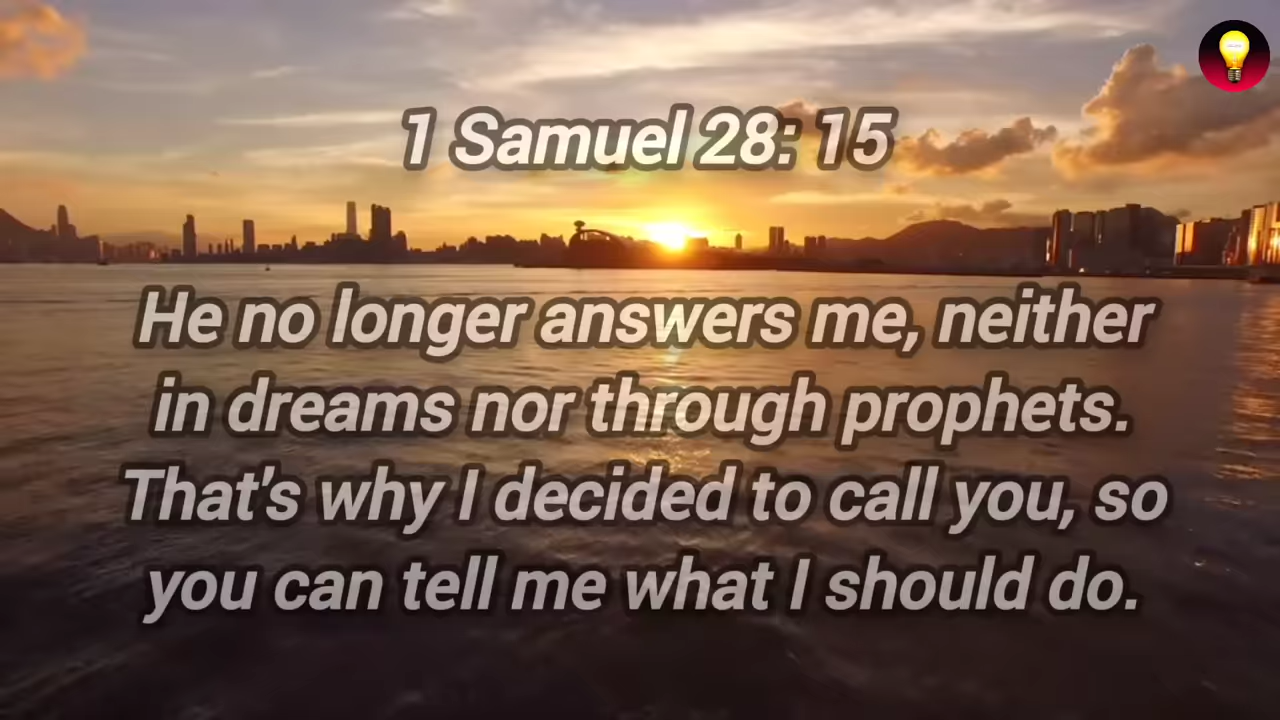 1 Samuel 28: 15
He no longer answers me, neither
in dreams nor through prophets.
That's why I decided to call you, so
you can tell me what I should do.